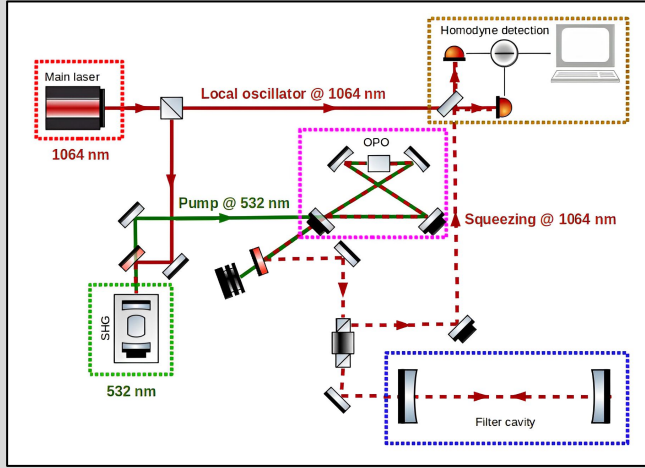 Homodyne detection
Main laser
Local oscillator @ 1064 nm
1064 nm
OPO
Pump @ 532 nm
Squeezing @ 1064 nm
SHG
532 nm
Filter cavity